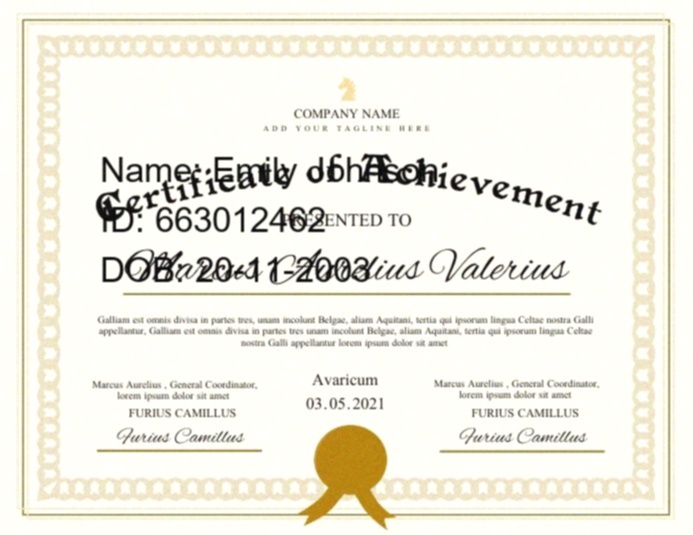 COMPANY NAME
ADD YOUR TAGLINE HERE
Name: Emily Johnson
Certificate of Achievement
ID: 663012462
PRESENTED TO
DOB: 20-11-2003
Marcus Aurelius Valerius
Galliam est omnis divisa in partes tres, unam incolunt Belgae, aliam Aquitani, tertia qui ipsorum lingua Celtae nostra Galli
appellantur, Galliam est omnis divisa in partes tres unam incolunt Belgae, aliam Aquitani, tertia qui ipsorum lingua Celtae
nostra Galli appellantur lorem ipsum dolor sit amet
Marcus Aurelius , General Coordinator,
lorem ipsum dolor sit amet
FURIUS CAMILLUS
Furius Camillus
Avaricum
03.05.2021
Marcus Aurelius , General Coordinator,
lorem ipsum dolor sit amet
FURIUS CAMILLUS
Furius Camillus